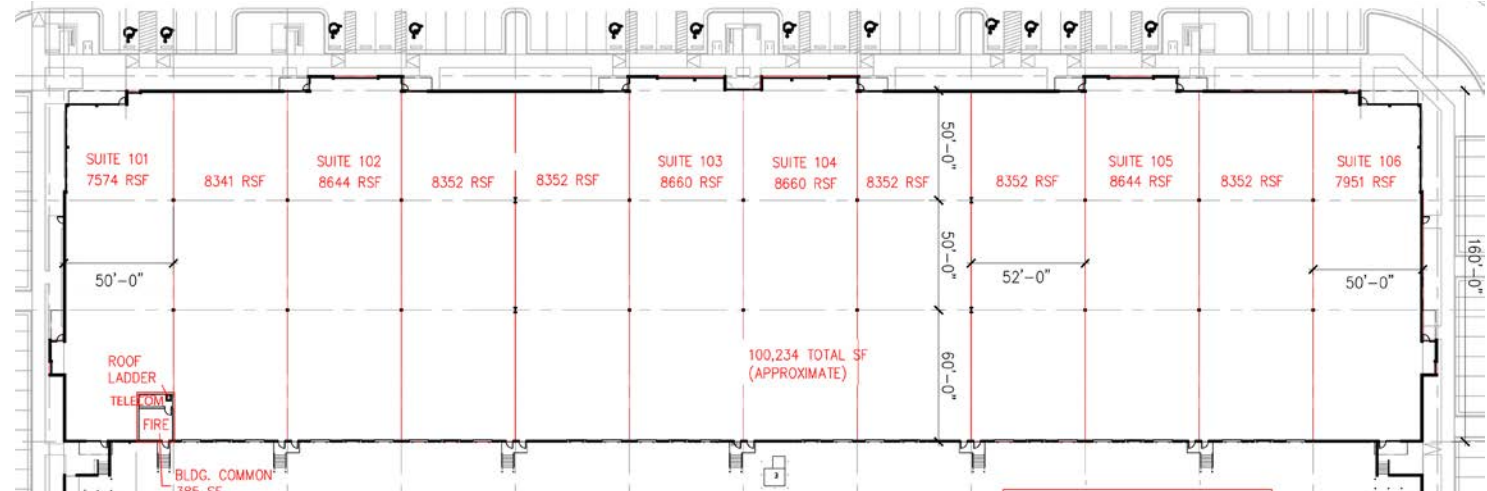 SUITE 101
7574 RSF
8341 RSF
SUITE 102
8644 RSF
8352 RSF
8352 RSF
SUITE 103
8660 RSF
SUITE 104
8660 RSF
8352 RSF
8352 RSF
SUITE 105
8644 RSF
8352 RSF
SUITE 106
7951 RSF
50'-0"
50'-0"
60'-0"
160'-0"
50'-0"
52'-0"
50'-0"
ROOF
LADDER
TELECOM
FIRE
100,234 TOTAL SF
(APPROXIMATE)
BLDG. COMMON
385 SF